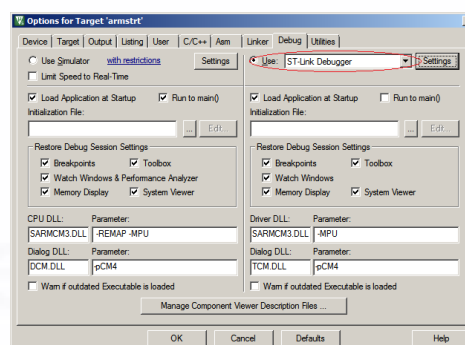 Options for Target 'armstrt'
Device Target Output Listing User C/C++ Asm Linker Debug Utilities
Use Simulator with restrictions Settings
Limit Speed to Real-Time
Use: ST-Link Debugger Settings
Load Application at Startup Run to main()
Initialization File:
... Edit...
Load Application at Startup Run to main()
Initialization File:
... Edit...
Restore Debug Session Settings
Breakpoints Toolbox
Watch Windows & Performance Analyzer
Memory Display System Viewer
Restore Debug Session Settings
Breakpoints Toolbox
Watch Windows
Memory Display System Viewer
CPU DLL: Parameter:
SARMCM3.DLL -REMAP -MPU
Dialog DLL: Parameter:
DCM.DLL -pCM4
Driver DLL: Parameter:
SARMCM3.DLL -MPU
Dialog DLL: Parameter:
TCM.DLL -pCM4
Warn if outdated Executable is loaded
Warn if outdated Executable is loaded
Manage Component Viewer Description Files ...
OK Cancel Defaults Help